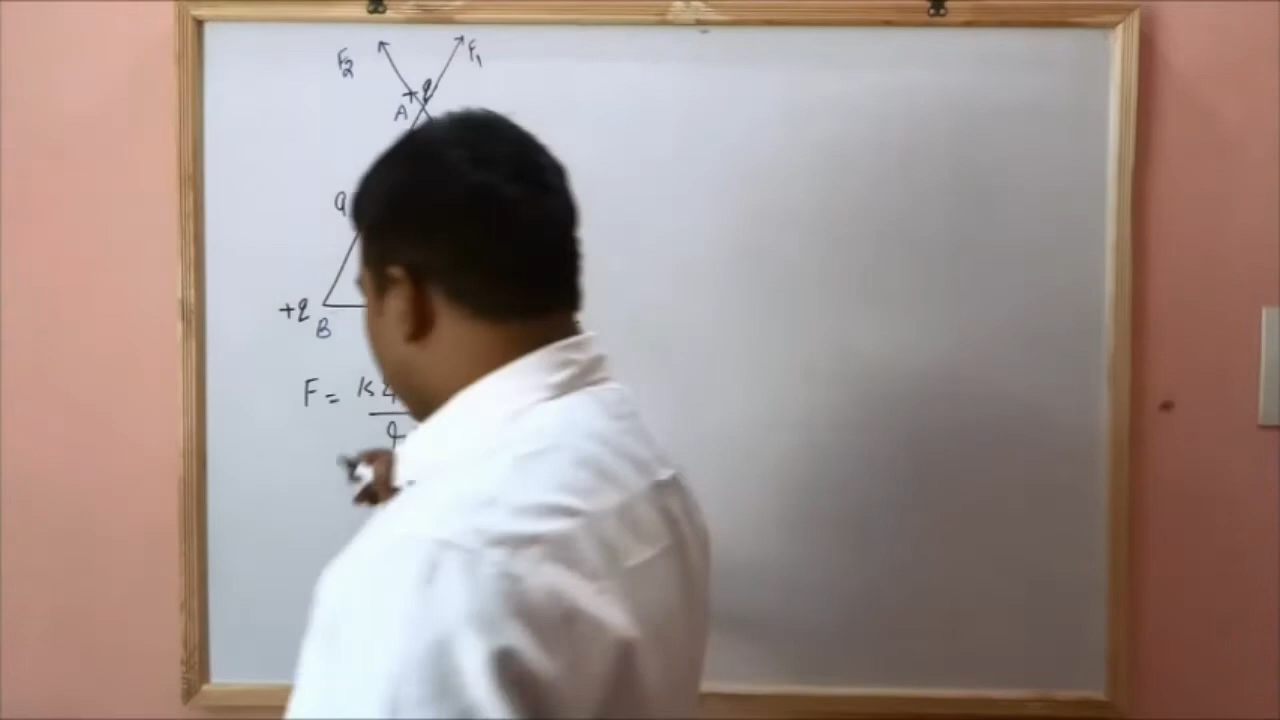 F₂ F₁
+q
A
a
+q
B
F = K